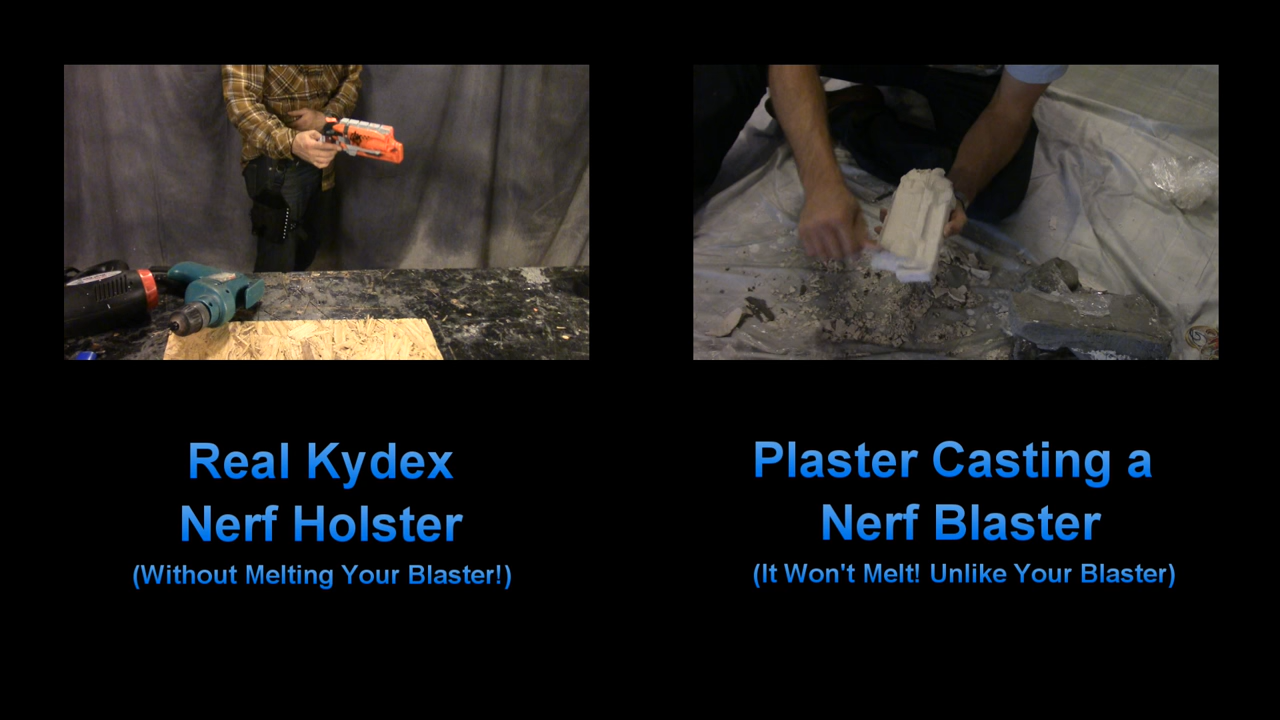 Real Kydex
Nerf Holster
(Without Melting Your Blaster!)
Plaster Casting a
Nerf Blaster
(It Won't Melt! Unlike Your Blaster)